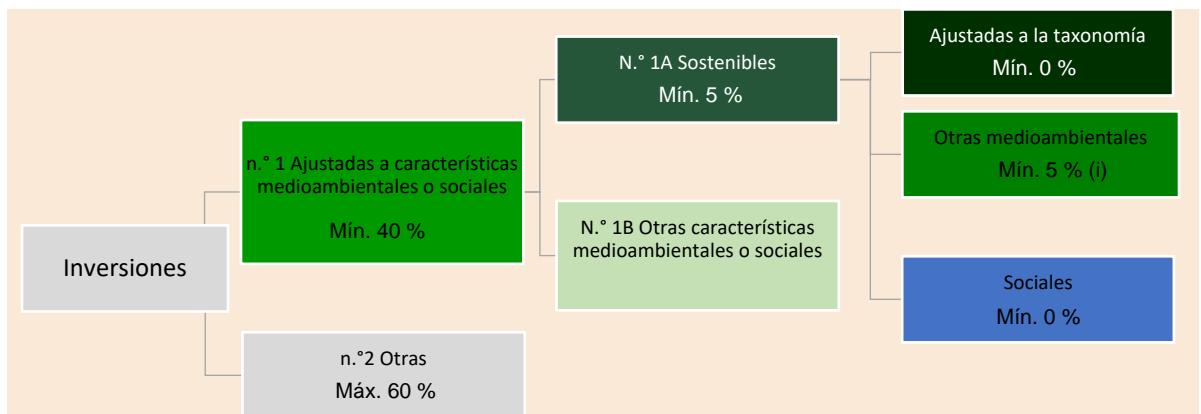 Inversiones
n.° 1 Ajustadas a características
medioambientales o sociales
Mín. 40 %
n.°2 Otras
Máx. 60 %
N.° 1A Sostenibles
Mín. 5 %
N.° 1B Otras características
medioambientales o sociales
Ajustadas a la taxonomía
Mín. 0 %
Otras medioambientales
Mín. 5 % (i)
Sociales
Mín. 0 %